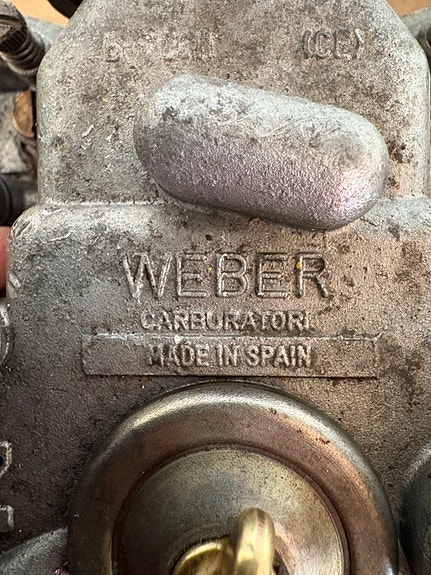 (CE)
WEBER
CARBURATORI
MADE IN SPAIN